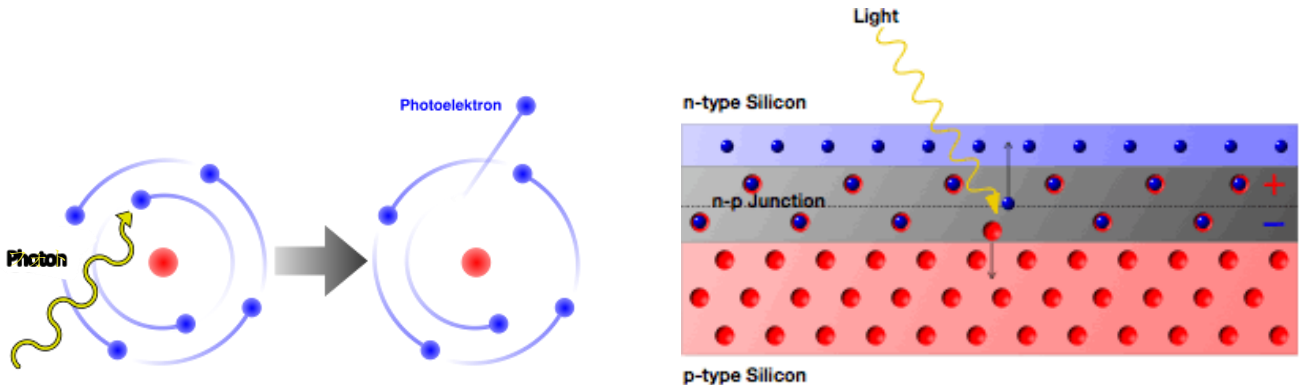 Photon
Photoelektron
Light
n-type Silicon
n-p Junction
+
−
p-type Silicon